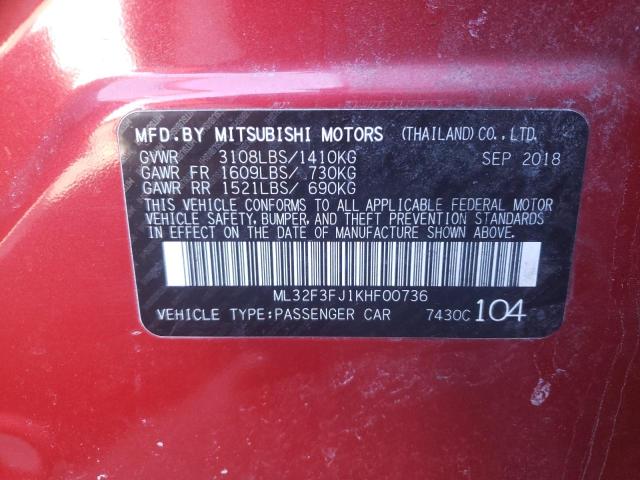 MFD.BY MITSUBISHI MOTORS (THAILAND)CO.,LTD.
GVWR 3108LBS/1410KG SEP 2018
GAWR FR 1609LBS/ 730KG
GAWR RR 1521LBS/ 690KG
THIS VEHICLE CONFORMS TO ALL APPLICABLE FEDERAL MOTOR
VEHICLE SAFETY, BUMPER, AND THEFT PREVENTION STANDARDS
IN EFFECT ON THE DATE OF MANUFACTURE SHOWN ABOVE.
ML32F3FJ1KHF00736
VEHICLE TYPE:PASSENGER CAR 7430C 104